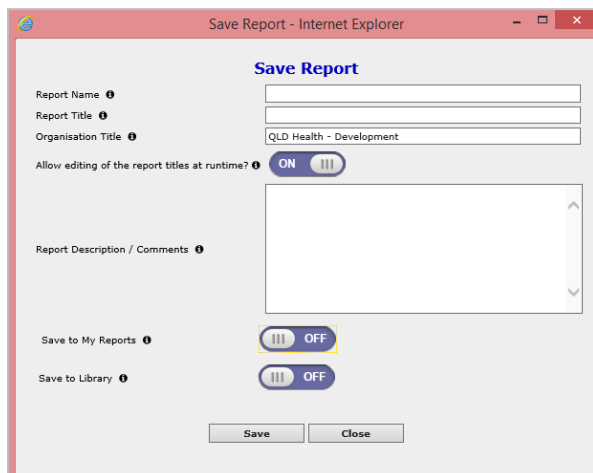 Save Report - Internet Explorer
Save Report
Report Name
Report Title
Organisation Title QLD Health - Development
Allow editing of the report titles at runtime? ON
Report Description / Comments
Save to My Reports OFF
Save to Library OFF
Save Close